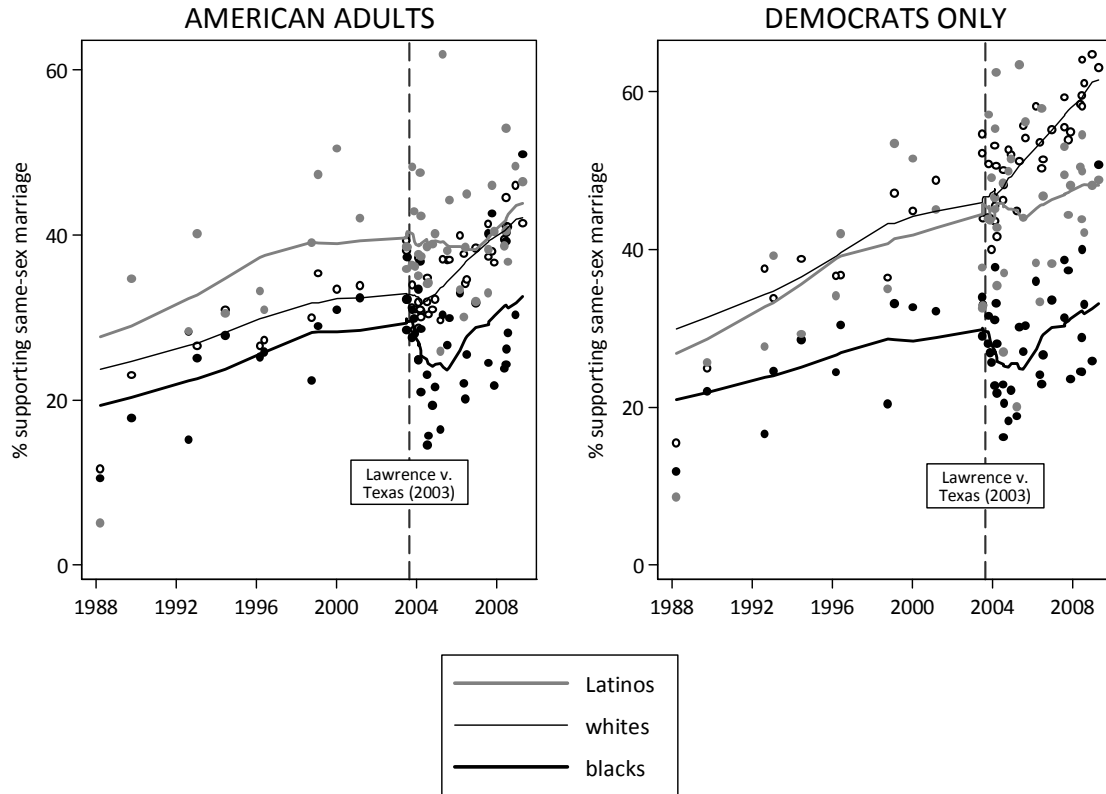 AMERICAN ADULTS
% supporting same-sex marriage
60
40
20
0
Lawrence v.
Texas (2003)
1988 1992 1996 2000 2004 2008
DEMOCRATS ONLY
% supporting same-sex marriage
60
40
20
0
Lawrence v.
Texas (2003)
1988 1992 1996 2000 2004 2008
Latinos
whites
blacks